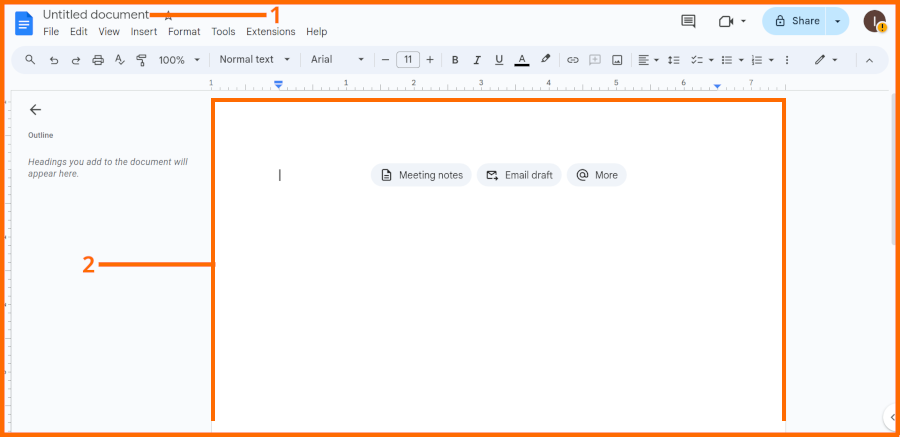 Untitled document 1
File Edit View Insert Format Tools Extensions Help
Share
I
100% Normal text Arial 11 B I U A
1 1 2 3 4 5 6 7
Outline
Headings you add to the document will
appear here.
Meeting notes Email draft More
2